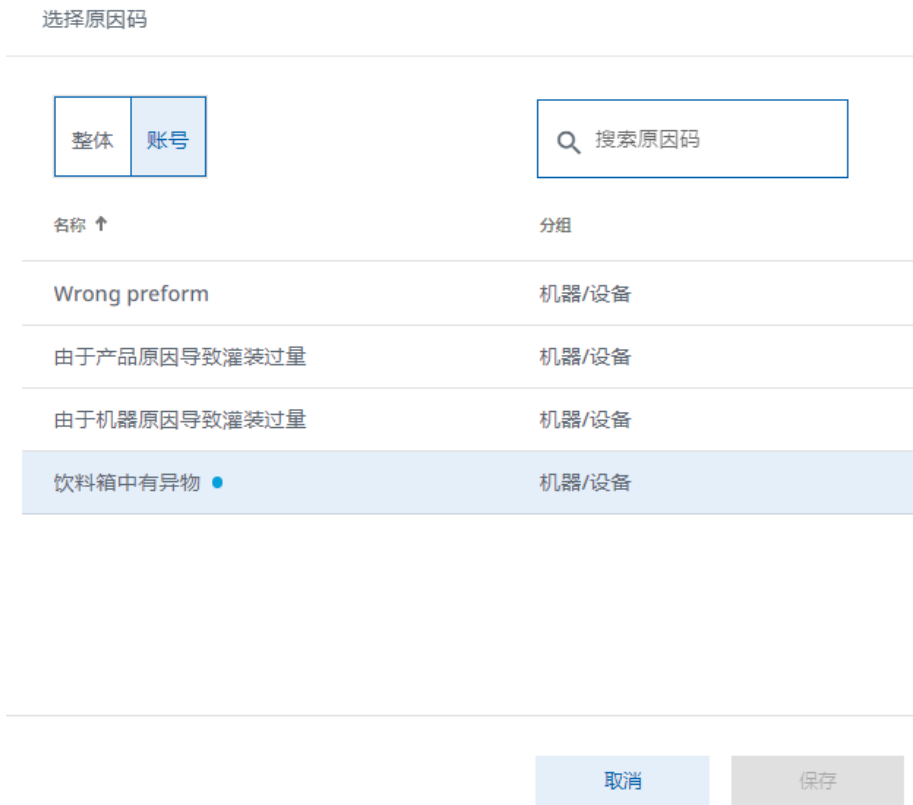 选择原因码
整体 账号
搜索原因码
名称 分组
Wrong preform 机器/设备
由于产品原因导致灌装过量 机器/设备
由于机器原因导致灌装过量 机器/设备
饮料箱中有异物 机器/设备
取消 保存